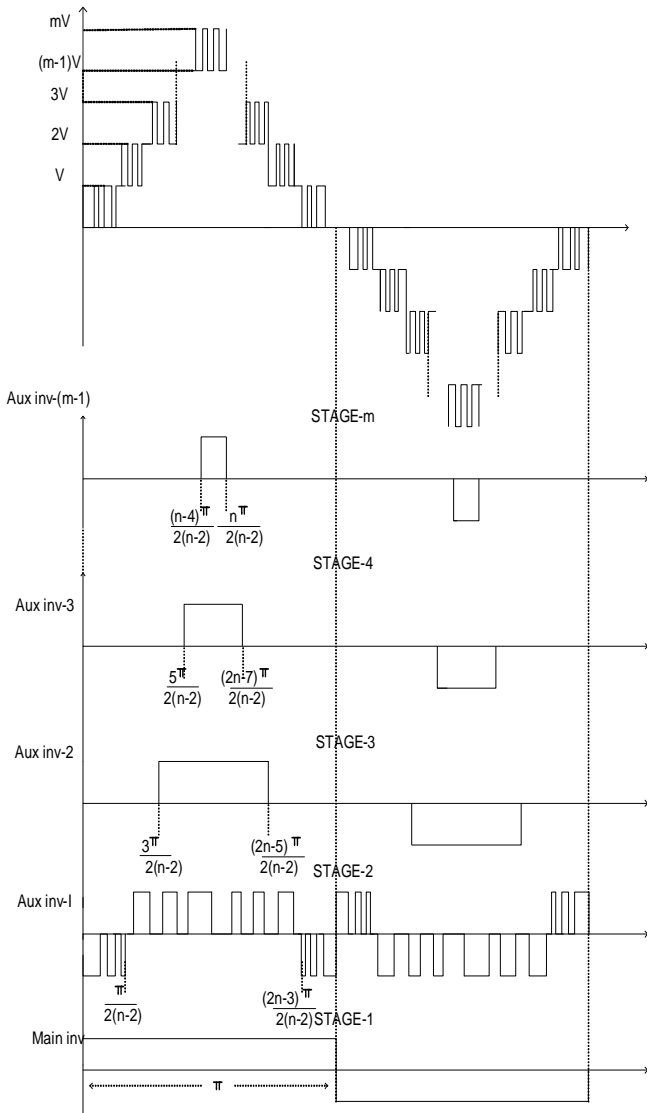 mV
(m-1)V
3V
2V
V
Aux inv-(m-1)
STAGE-m
(n-4)π
2(n-2)
nπ
2(n-2)
STAGE-4
Aux inv-3
5π
2(n-2)
(2n-7)π
2(n-2)
STAGE-3
Aux inv-2
3π
2(n-2)
(2n-5)π
2(n-2)
STAGE-2
Aux inv-I
π
2(n-2)
(2n-3)π
2(n-2)
STAGE-1
Main inv
π